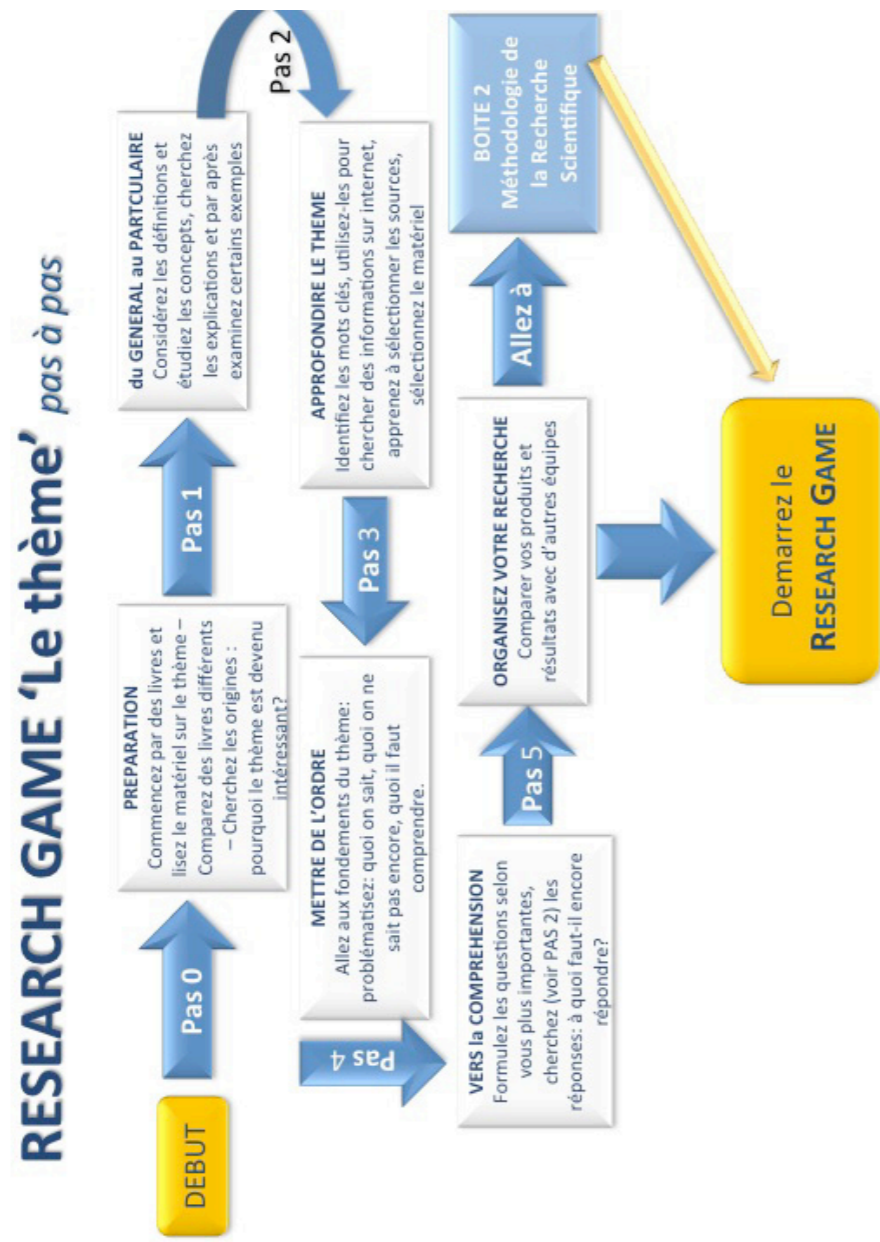 RESEARCH GAME ‘Le thème’ pas à pas
DEBUT
Pas 0
PREPARATION
Commencez par des livres et
lisez le matériel sur le thème –
Comparez des livres différents
– Cherchez les origines :
pourquoi le thème est devenu
intéressant?
Pas 1
du GENERAL au PARTCULAIRE
Considérez les définitions et
étudiez les concepts, cherchez
les explications et par après
examinez certains exemples
Pas 2
APPROFONDIRE LE THEME
Identifiez les mots clés, utilisez-les pour
chercher des informations sur internet,
apprenez à sélectionner les sources,
sélectionnez le matériel
Pas 3
METTRE DE L’ORDRE
Allez aux fondements du thème:
problématisez: quoi on sait, quoi on ne
sait pas encore, quoi il faut
comprendre.
Pas 4
VERS la COMPREHENSION
Formulez les questions selon
vous plus importantes,
cherchez (voir PAS 2) les
réponses: à quoi faut-il encore
répondre?
Pas 5
ORGANISEZ VOTRE RECHERCHE
Comparer vos produits et
résultats avec d’autres équipes
Allez à
BOITE 2
Méthodologie de
la Recherche
Scientifique
Demarrez le
RESEARCH GAME